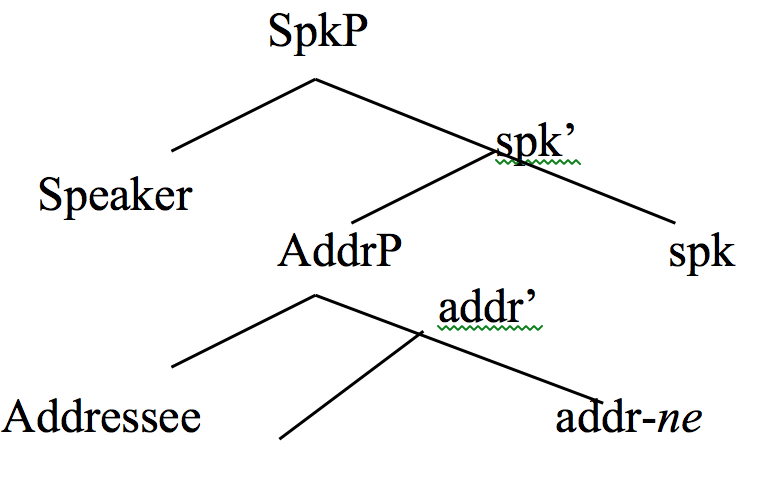 SpkP
spk’
Speaker
AddrP
spk
addr’
Addressee
addr-ne